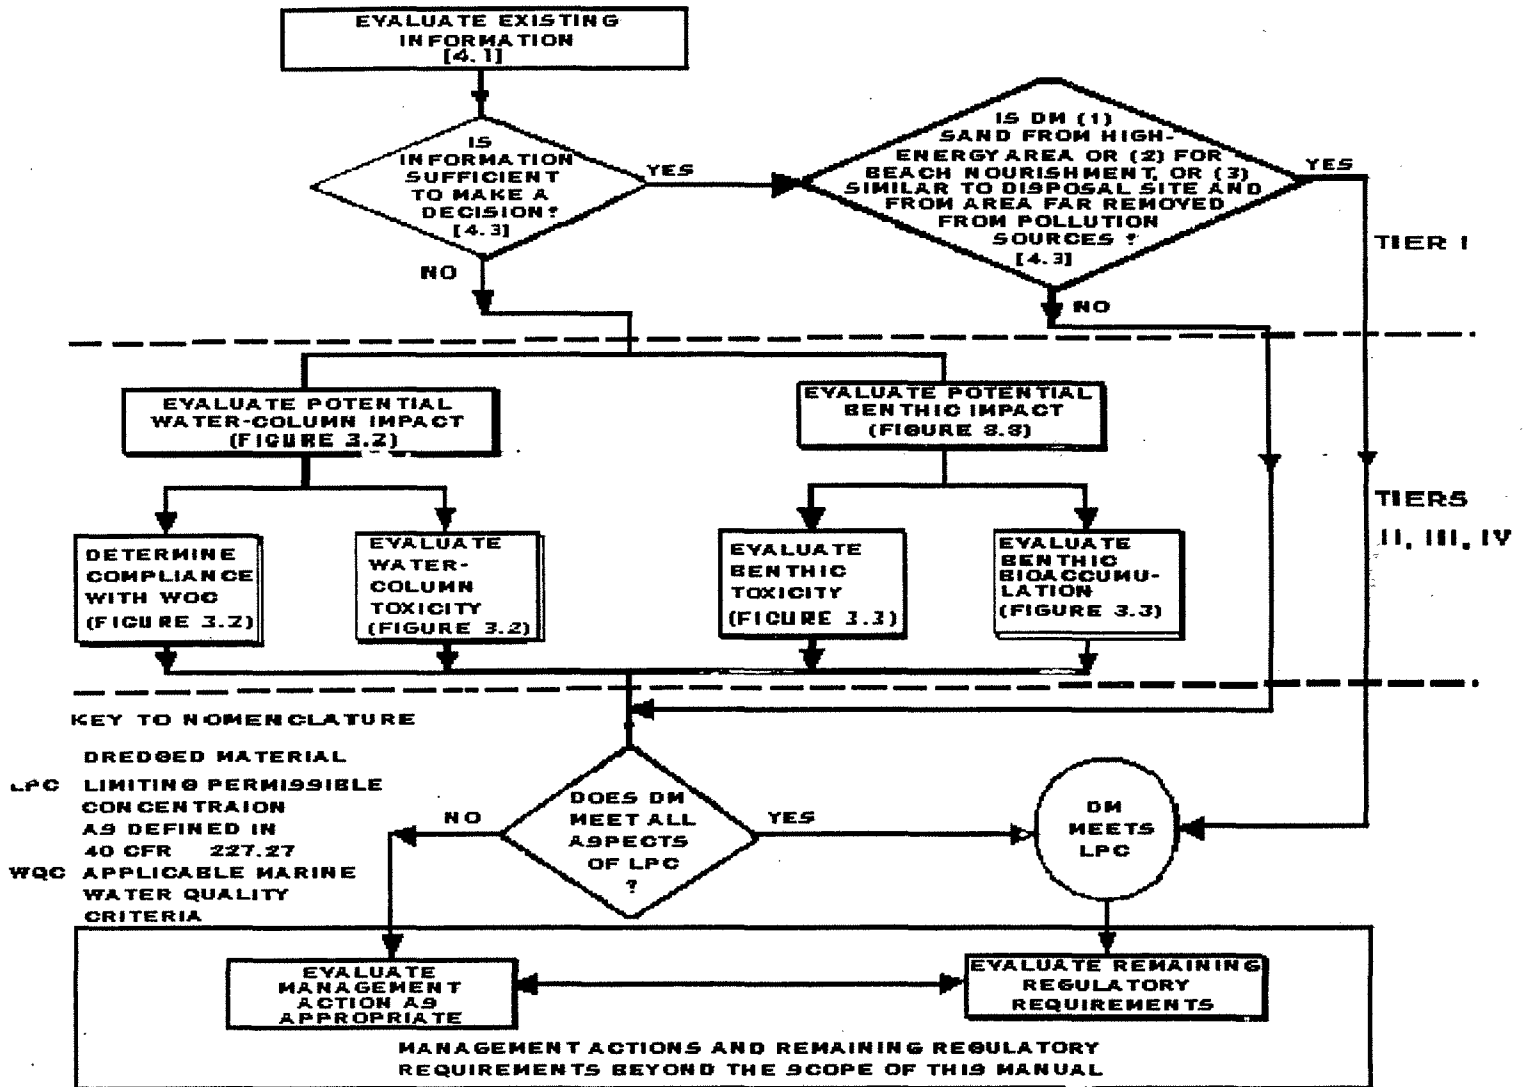 EVALUATE EXISTING
INFORMATION
[4.1]
IS
INFORMATION
SUFFICIENT
TO MAKE A
DECISION?
[4.3]
YES
NO
IS DM (1)
SAND FROM HIGH-
ENERGY AREA OR (2) FOR
BEACH NOURISHMENT, OR (3)
SIMILAR TO DISPOSAL SITE AND
FROM AREA FAR REMOVED
FROM POLLUTION
SOURCES ?
[4.3]
YES
NO
TIER I
EVALUATE POTENTIAL
WATER-COLUMN IMPACT
(FIGURE 3.2)
EVALUATE POTENTIAL
BENTHIC IMPACT
(FIGURE 3.3)
TIERS
II, III, IV
DETERMINE
COMPLIANCE
WITH WQC
(FIGURE 3.2)
EVALUATE
WATER-
COLUMN
TOXICITY
(FIGURE 3.2)
EVALUATE
BENTHIC
TOXICITY
(FIGURE 3.3)
EVALUATE
BENTHIC
BIOACCUMU-
LATION
(FIGURE 3.3)
KEY TO NOMENCLATURE
DREDGED MATERIAL
LPC LIMITING PERMISSIBLE
CONCENTRAION
AS DEFINED IN
40 CFR 227.27
WQC APPLICABLE MARINE
WATER QUALITY
CRITERIA
DOES DM
MEET ALL
ASPECTS
OF LPC
?
NO
YES
DM
MEETS
LPC
EVALUATE
MANAGEMENT
ACTION AS
APPROPRIATE
EVALUATE REMAINING
REGULATORY
REQUIREMENTS
MANAGEMENT ACTIONS AND REMAINING REGULATORY
REQUIREMENTS BEYOND THE SCOPE OF THIS MANUAL